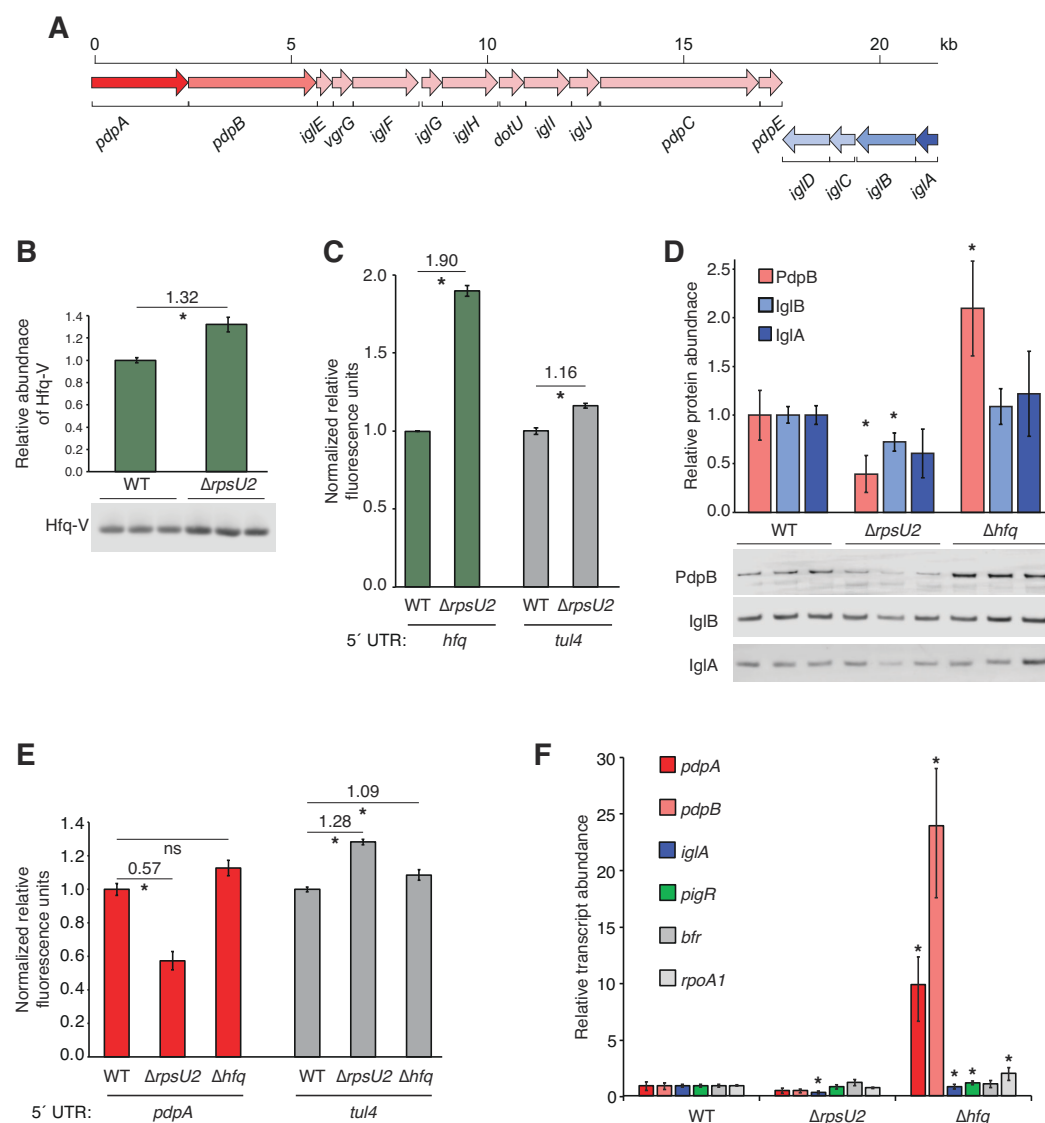 A
0 5 10 15 20 kb
pdpA pdpB iglE vgrG iglF iglG iglH dotU iglI iglJ pdpC pdpE
iglD iglC iglB iglA
B
Relative abundnace
of Hfq-V
1.4
1.2
1.0
0.8
0.6
0.4
0.2
0.0
1.32
*
WT ΔrpsU2
Hfq-V
C
Normalized relative
fluorescence units
2.0
1.5
1.0
0.5
0.0
1.90
*
1.16
*
WT ΔrpsU2 WT ΔrpsU2
5´ UTR: hfq tul4
D
Relative protein abundnace
2.5
2.0
1.5
1.0
0.5
0.0
PdpB
IglB
IglA
*
* *
WT ΔrpsU2 Δhfq
PdpB
IglB
IglA
E
Normalized relative
fluorescence units
1.4
1.2
1.0
0.8
0.6
0.4
0.2
0.0
ns
0.57
*
1.09
*
1.28
*
WT ΔrpsU2 Δhfq WT ΔrpsU2 Δhfq
5´ UTR: pdpA tul4
F
Relative transcript abundance
30
25
20
15
10
5
0
pdpA
pdpB
iglA
pigR
bfr
rpoA1
*
*
* * * *
WT ΔrpsU2 Δhfq